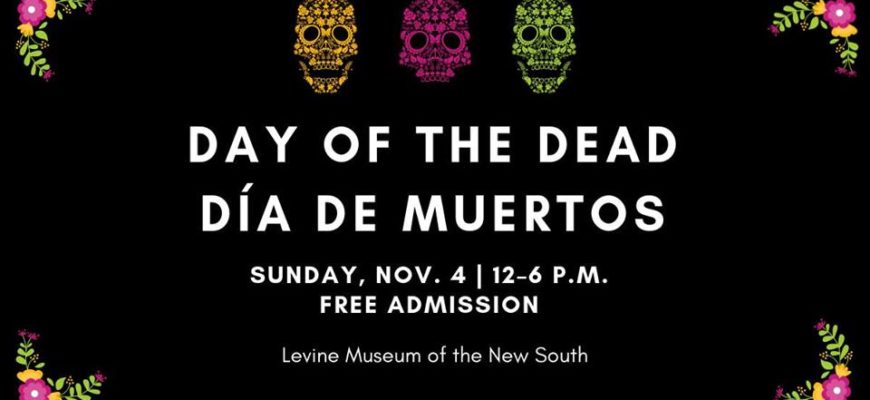 DAY OF THE DEAD
DÍA DE MUERTOS
SUNDAY, NOV. 4 | 12–6 P.M.
FREE ADMISSION
Levine Museum of the New South